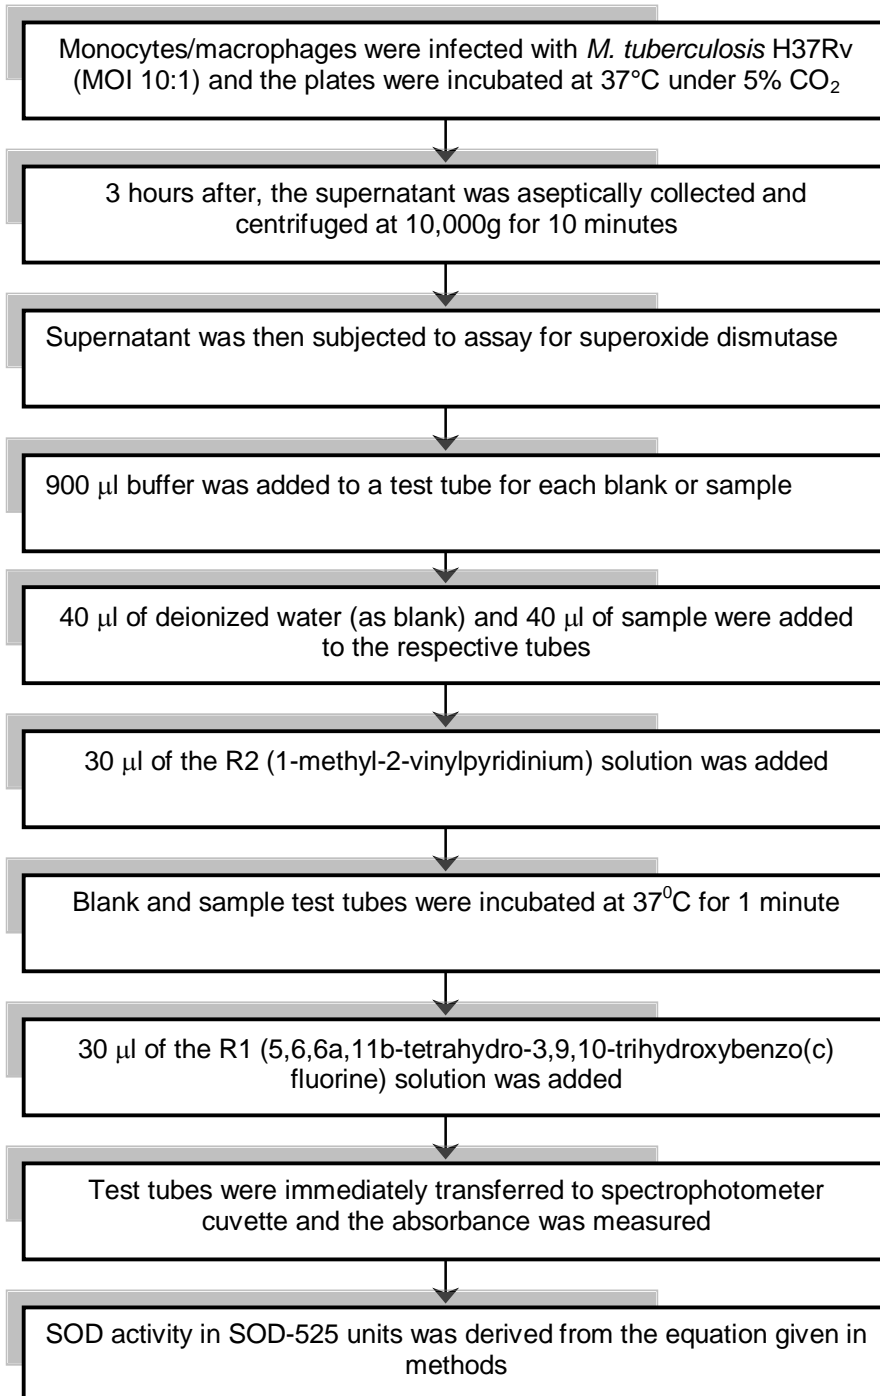 Monocytes/macrophages were infected with M. tuberculosis H37Rv
(MOI 10:1) and the plates were incubated at 37°C under 5% CO₂
3 hours after, the supernatant was aseptically collected and
centrifuged at 10,000g for 10 minutes
Supernatant was then subjected to assay for superoxide dismutase
900 μl buffer was added to a test tube for each blank or sample
40 μl of deionized water (as blank) and 40 μl of sample were added
to the respective tubes
30 μl of the R2 (1-methyl-2-vinylpyridinium) solution was added
Blank and sample test tubes were incubated at 37⁰C for 1 minute
30 μl of the R1 (5,6,6a,11b-tetrahydro-3,9,10-trihydroxybenzo(c)
fluorine) solution was added
Test tubes were immediately transferred to spectrophotometer
cuvette and the absorbance was measured
SOD activity in SOD-525 units was derived from the equation given in
methods